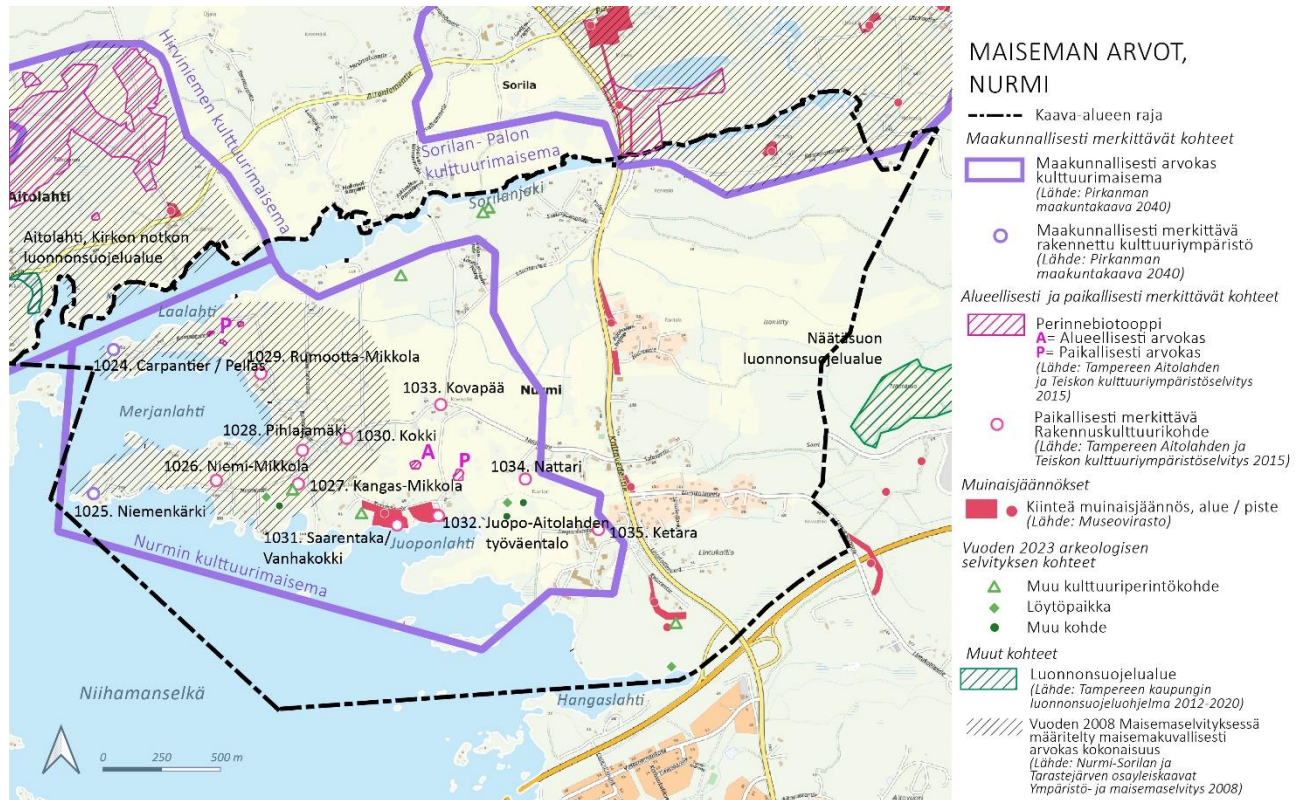 Hirviniemen kulttuurimaisema
Aitolahdentie
Sorila
Sorilan- Palon
kulttuurimaisema
Sorilanjoki
Aitolahti
Aitolahti, Kirkon notkon
luonnonsuojelualue
Laalahti
P
1024. Carpantier / Pellas
1029. Rumootta-Mikkola
1033. Kovapää
Nurmi
Näätäsuon
luonnonsuojelualue
Merjanlahti
1028. Pihlajamäki
1030. Kokki
A
P
1026. Niemi-Mikkola
1034. Nattari
1027. Kangas-Mikkola
1025. Niemenkärki
1031. Saarentaka/
Vanhakokki
Juoponlahti
1032. Juopo-Aitolahden
työväentalo
1035. Ketara
Lintukallio
Nurmin kulttuurimaisema
Niihamanselkä
Hangaslahti
0 250 500 m
MAISEMAN ARVOT,
NURMI
Kaava-alueen raja
Maakunnallisesti merkittävät kohteet
Maakunnallisesti arvokas
kulttuurimaisema
(Lähde: Pirkanman
maakuntakaava 2040)
Maakunnallisesti merkittävä
rakennettu kulttuuriympäristö
(Lähde: Pirkanman
maakuntakaava 2040)
Alueellisesti ja paikallisesti merkittävät kohteet
Perinnebiotooppi
A= Alueellisesti arvokas
P= Paikallisesti arvokas
(Lähde: Tampereen Aitolahden
ja Teiskon kulttuuriympäristöselvitys
2015)
Paikallisesti merkittävä
Rakennuskulttuurikohde
(Lähde: Tampereen Aitolahden ja
Teiskon kulttuuriympäristöselvitys 2015)
Muinaisjäännökset
Kiinteä muinaisjäännös, alue / piste
(Lähde: Museovirasto)
Vuoden 2023 arkeologisen
selvityksen kohteet
Muu kulttuuriperintökohde
Löytöpaikka
Muu kohde
Muut kohteet
Luonnonsuojelualue
(Lähde: Tampereen kaupungin
luonnonsuojeluohjelma 2012-2020)
Vuoden 2008 Maisemaselvityksessä
määritelty maisemakuvallisesti
arvokas kokonaisuus
(Lähde: Nurmi-Sorilan ja
Tarastejärven osayleiskaavat
Ympäristö- ja maisemaselvitys 2008)